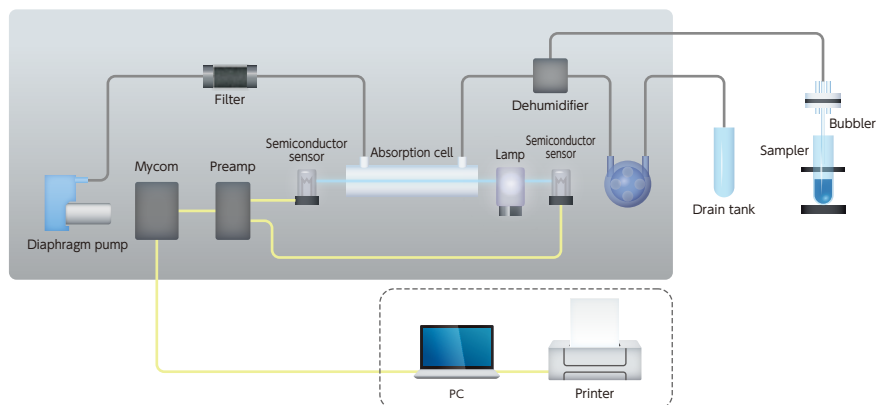 Filter
Dehumidifier
Bubbler
Sampler
Drain tank
Semiconductor
sensor
Absorption cell
Lamp
Semiconductor
sensor
Mycom
Preamp
Diaphragm pump
PC
Printer